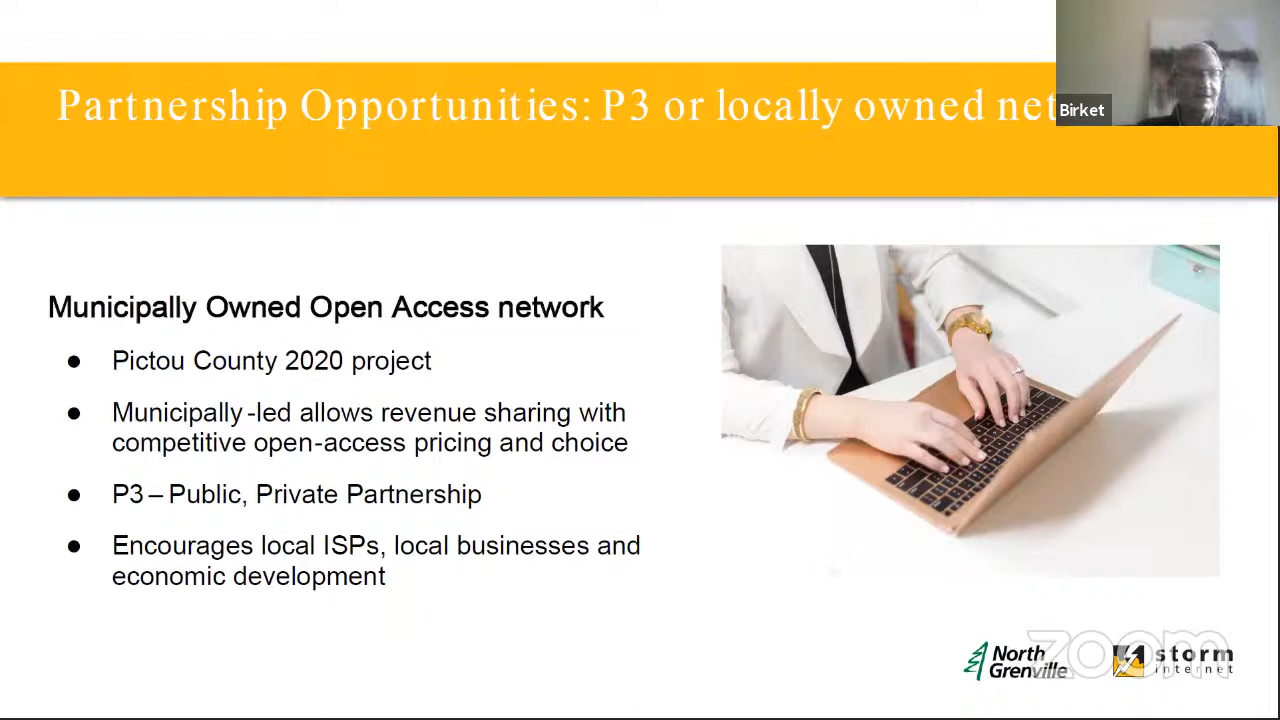 Partnership Opportunities: P3 or locally owned net
Birket
Municipally Owned Open Access network
● Pictou County 2020 project
● Municipally-led allows revenue sharing with
competitive open-access pricing and choice
● P3 – Public, Private Partnership
● Encourages local ISPs, local businesses and
economic development
North
Grenville
storm
internet
zoom